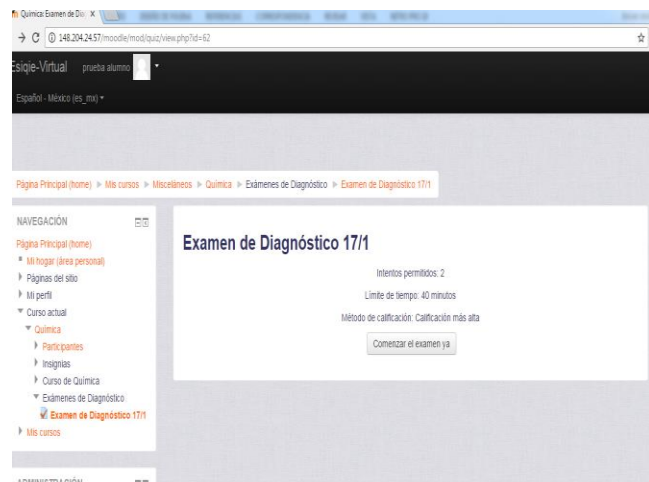 Química: Examen de Dia
148.204.24.57/moodle/mod/quiz/view.php?id=62
Esiqie-Virtual prueba alumno
Español - México (es_mx)
Página Principal (home) Mis cursos Misceláneos Química Exámenes de Diagnóstico Examen de Diagnóstico 17/1
NAVEGACIÓN
Página Principal (home)
Mi hogar (área personal)
Páginas del sitio
Mi perfil
Curso actual
Química
Participantes
Insignias
Curso de Química
Exámenes de Diagnóstico
Examen de Diagnóstico 17/1
Mis cursos
ADMINISTRACIÓN
Examen de Diagnóstico 17/1
Intentos permitidos: 2
Límite de tiempo: 40 minutos
Método de calificación: Calificación más alta
Comenzar el examen ya